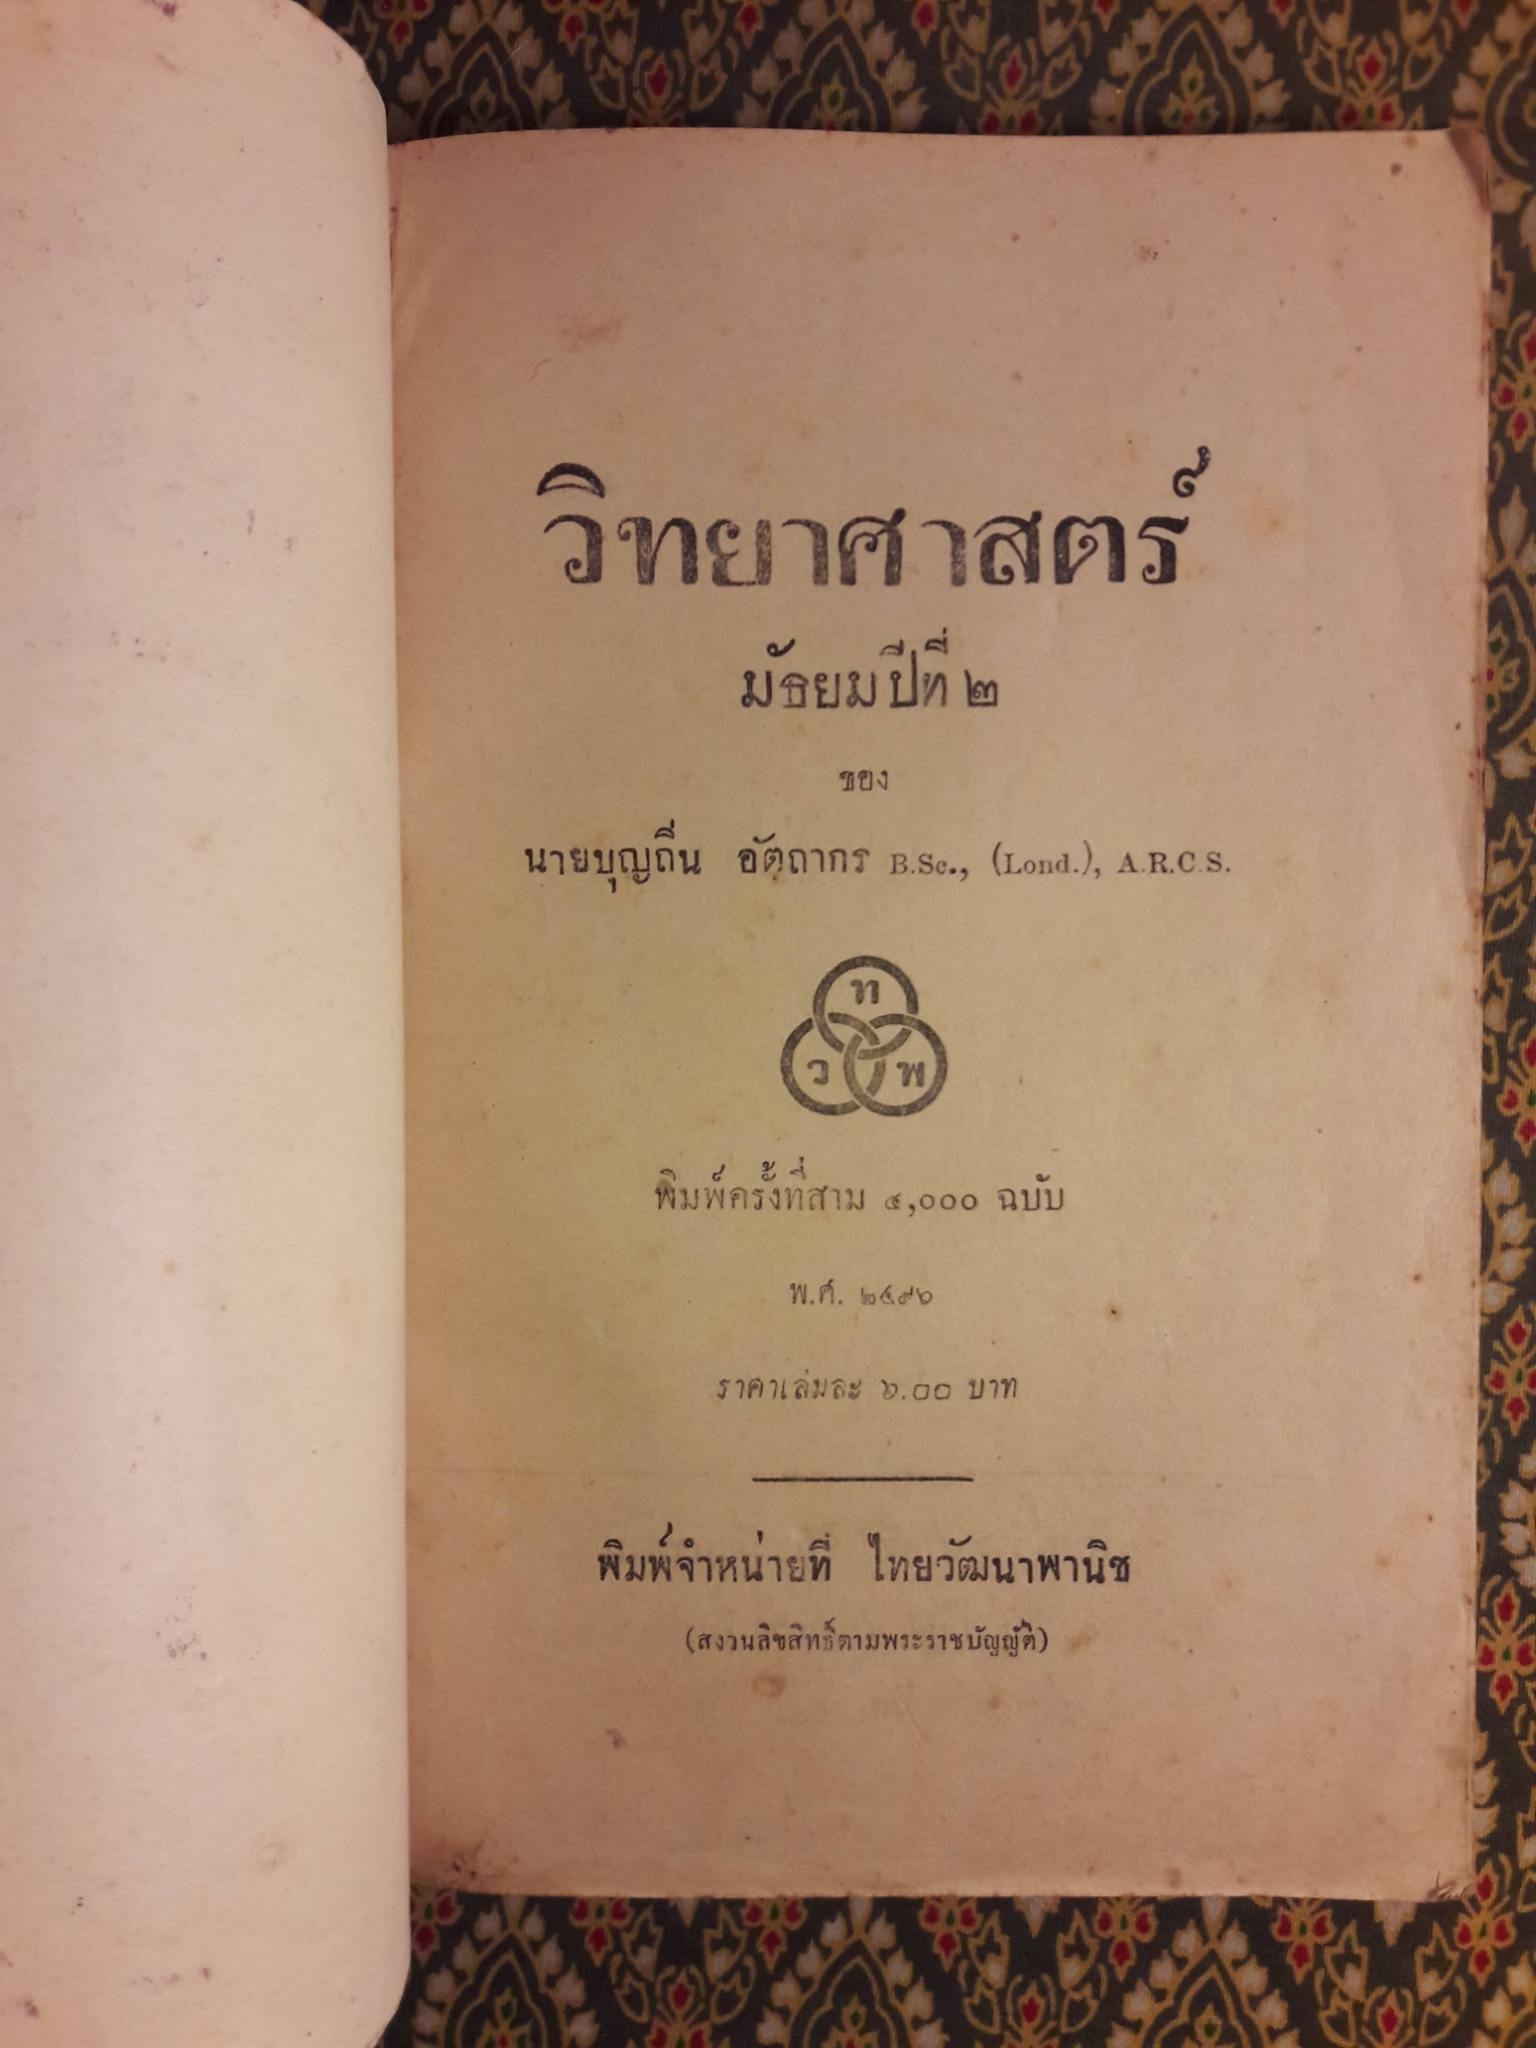 วิทยาศาสตร์
มัธยมปีที่ ๒
ของ
นายบุญถิ่น อัตถากร B.Sc., (Lond.), A.R.C.S.
ท
ว พ
พิมพ์ครั้งที่สาม ๔,๐๐๐ ฉบับ
พ.ศ. ๒๔๙๖
ราคาเล่มละ ๖.๐๐ บาท
พิมพ์จำหน่ายที่ ไทยวัฒนาพานิช
(สงวนลิขสิทธิ์ตามพระราชบัญญัติ)